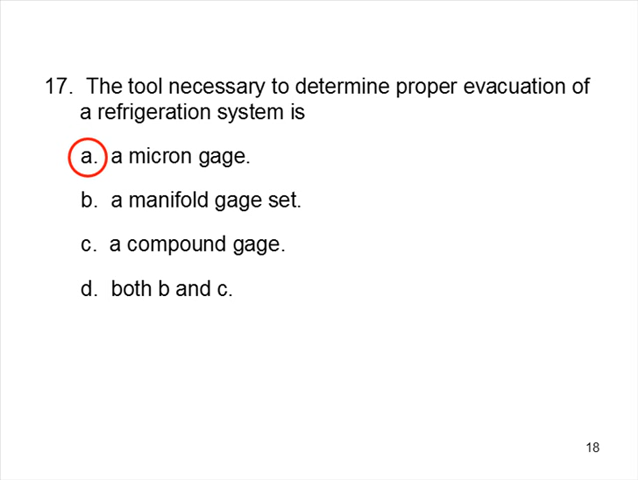 17. The tool necessary to determine proper evacuation of
a refrigeration system is
a. a micron gage.
b. a manifold gage set.
c. a compound gage.
d. both b and c.
18